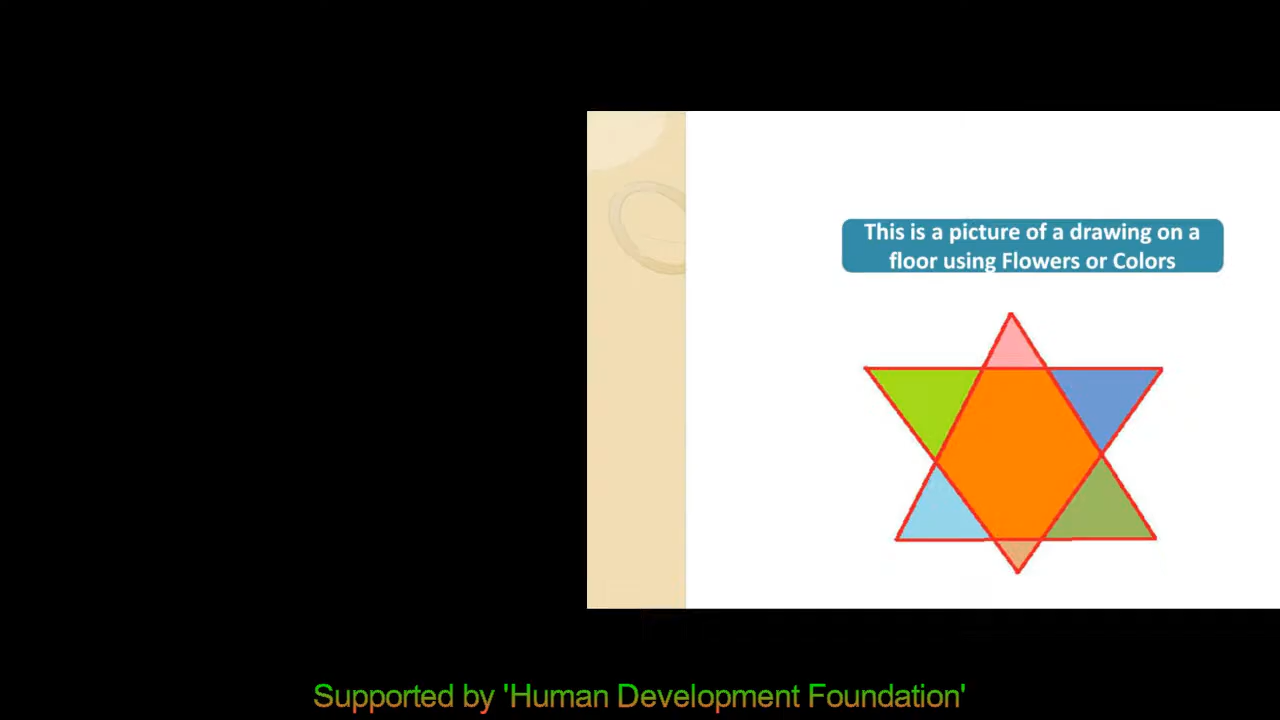 This is a picture of a drawing on a
floor using Flowers or Colors
Supported by 'Human Development Foundation'